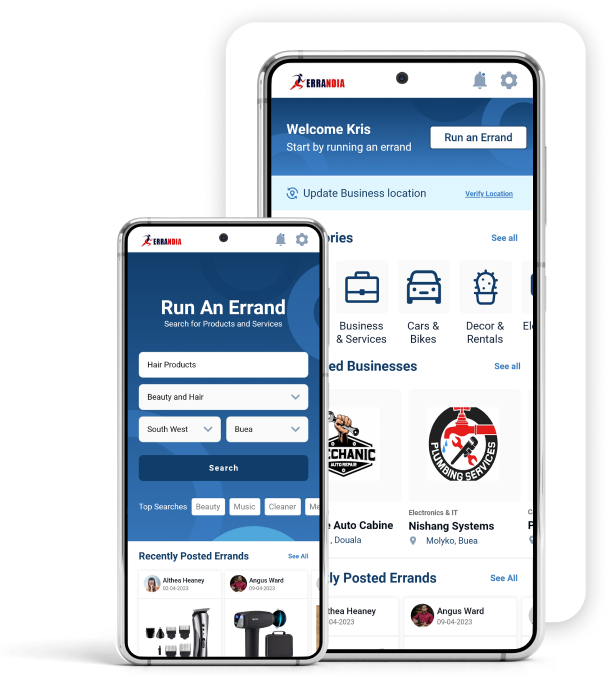 ERRANDIA
Welcome Kris
Start by running an errand
Run an Errand
Update Business location
Verify Location
ories
See all
Business
& Services
Cars &
Bikes
Decor &
Rentals
El
ed Businesses
See all
ECHANIC
AUTO REPAIR
PLUMBING SERVICES
e Auto Cabine
, Douala
Electronics & IT
Nishang Systems
Molyko, Buea
C
P
ly Posted Errands
See All
thea Heaney
-04-2023
Angus Ward
09-04-2023
ERRANDIA
Run An Errand
Search for Products and Services
Hair Products
Beauty and Hair
South West
Buea
Search
Top Searches
Beauty
Music
Cleaner
Me
Recently Posted Errands
See All
Althea Heaney
02-04-2023
Angus Ward
09-04-2023